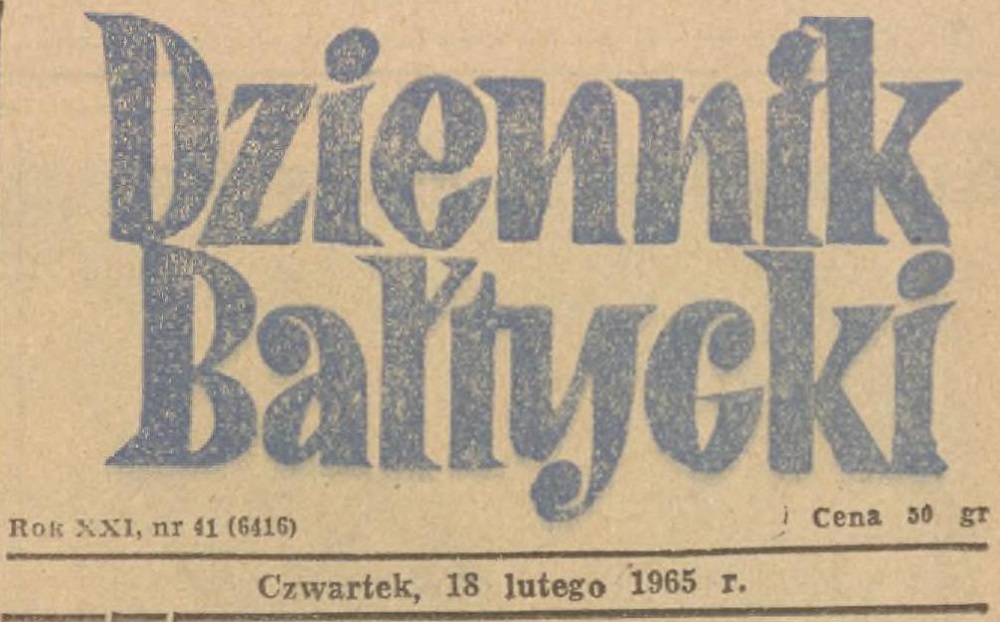 Dziennik
Bałtycki
Rok XXI, nr 41 (6416)
Cena 50 gr
Czwartek, 18 lutego 1965 r.